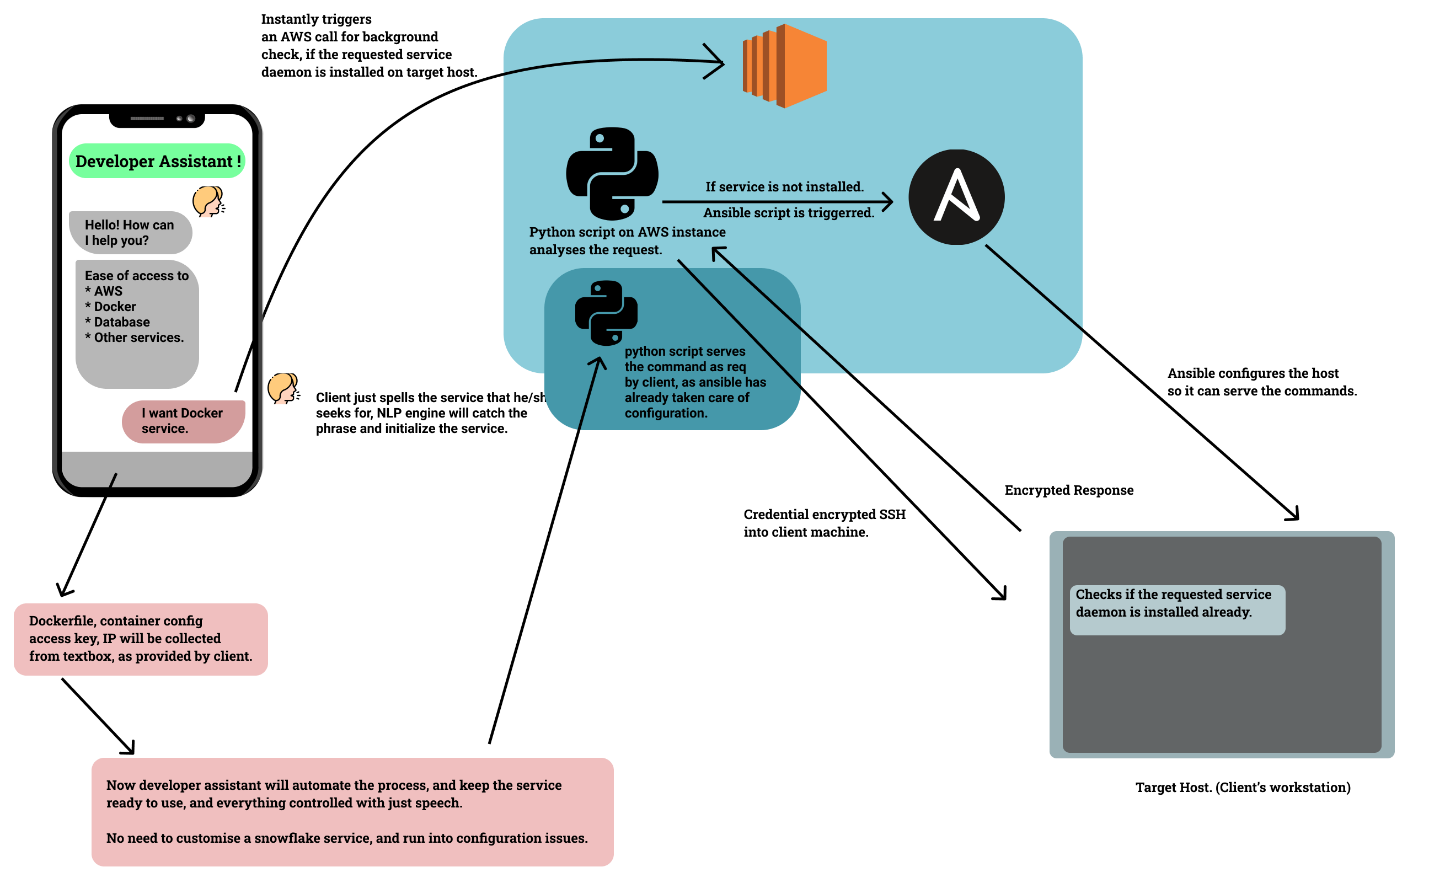 Instantly triggers
an AWS call for background
check, if the requested service
daemon is installed on target host.
Developer Assistant !
Hello! How can
I help you?
Ease of access to
* AWS
* Docker
* Database
* Other services.
I want Docker
service.
Client just spells the service that he/sh
seeks for, NLP engine will catch the
phrase and initialize the service.
If service is not installed.
Ansible script is triggerred.
Python script on AWS instance
analyses the request.
python script serves
the command as req
by client, as ansible has
already taken care of
configuration.
Ansible configures the host
so it can serve the commands.
Encrypted Response
Credential encrypted SSH
into client machine.
Checks if the requested service
daemon is installed already.
Target Host. (Client's workstation)
Dockerfile, container config
access key, IP will be collected
from textbox, as provided by client.
Now developer assistant will automate the process, and keep the service
ready to use, and everything controlled with just speech.
No need to customise a snowflake service, and run into configuration issues.